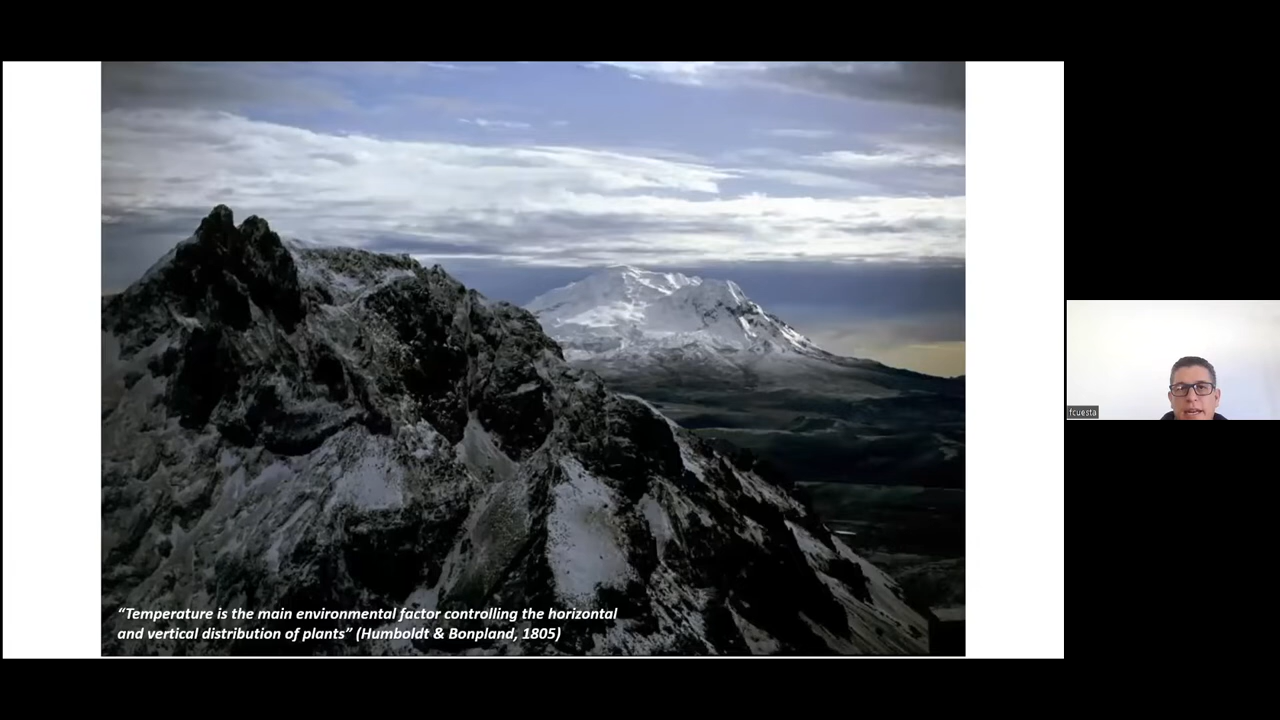 “Temperature is the main environmental factor controlling the horizontal
and vertical distribution of plants” (Humboldt & Bonpland, 1805)
fcuesta